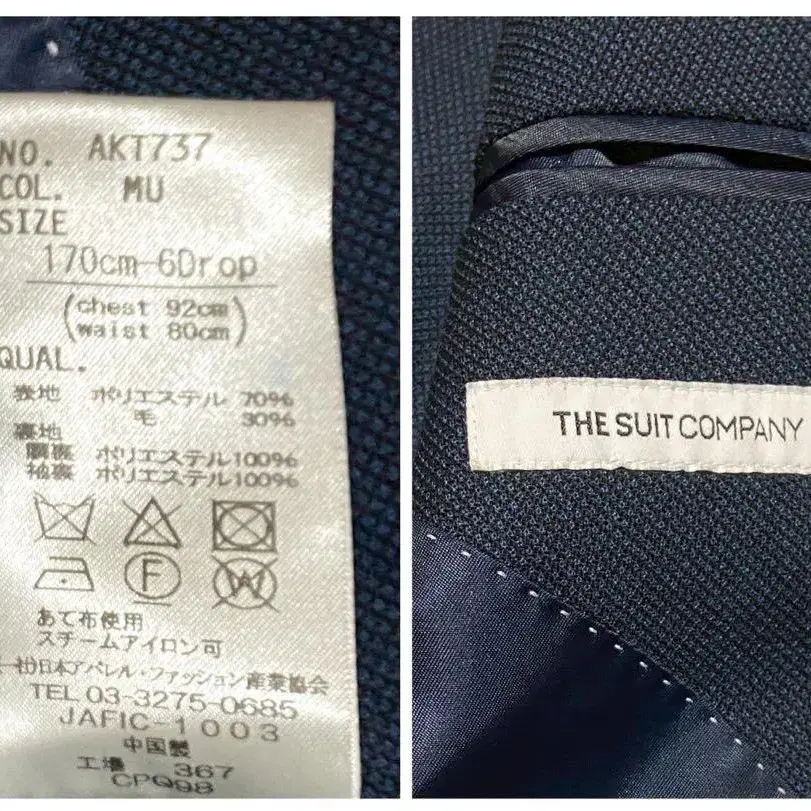 NO. AKT737
COL. MU
SIZE
170cm-6Drop
(chest 92cm
waist 80cm)
QUAL.
表地 ポリエステル 70%
毛 30%
裏地
胴裏 ポリエステル100%
袖裏 ポリエステル100%
F
W
あて布使用
スチームアイロン可
社)日本アパレル・ファッション産業協会
TEL 03-3275-0685
JAFIC-1003
中国製
工場 367
CPQ98
THE SUIT COMPANY